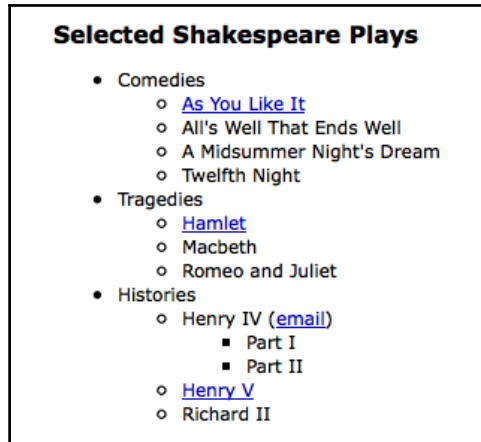 Selected Shakespeare Plays
Comedies
As You Like It
All's Well That Ends Well
A Midsummer Night's Dream
Twelfth Night
Tragedies
Hamlet
Macbeth
Romeo and Juliet
Histories
Henry IV (email)
Part I
Part II
Henry V
Richard II